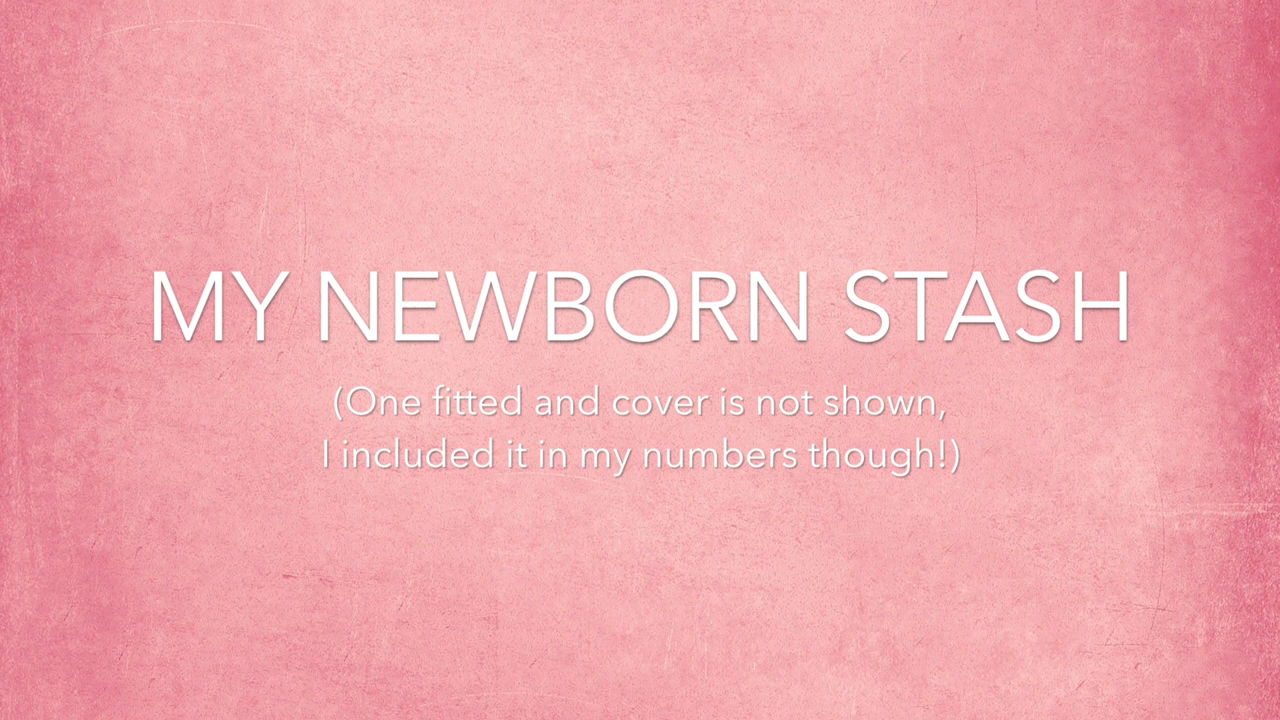 MY NEWBORN STASH
(One fitted and cover is not shown,
I included it in my numbers though!)